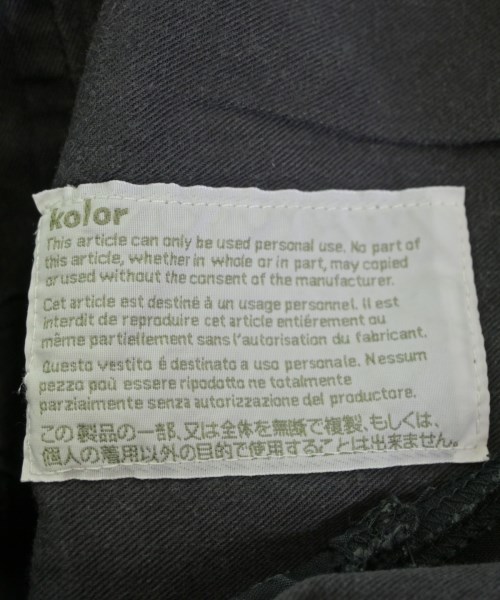 kolor
This article can only be used personal use. No part of
this article, whether in whole or in part, may copied
or used without the consent of the manufacturer.
Cet article est destiné à un usage personnel. Il est
interdit de reproduire cet article entiérement ou
même partiellement sans l'autorisation du fabricant.
Questo vestito é destinato a uso personale. Nessum
pezzo poù essere ripodotto ne totalmente
parziaimente senza autorizzazione del productore.
この製品の一部、又は全体を無断で複製、もしくは、
個人の着用以外の目的で使用することは出来ません。